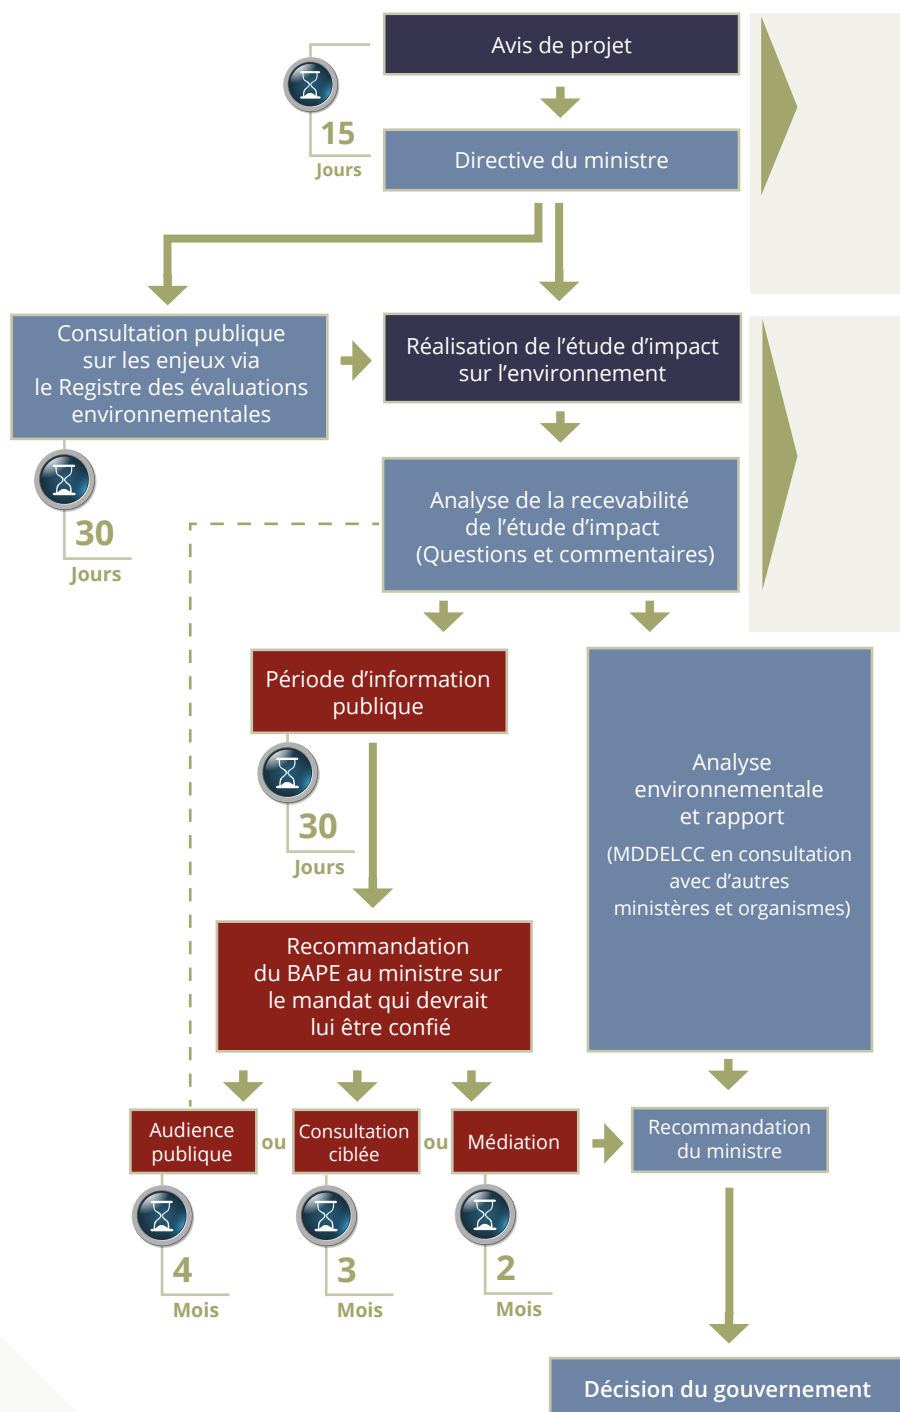 Avis de projet
15
Jours
Directive du ministre
Consultation publique
sur les enjeux via
le Registre des évaluations
environnementales
30
Jours
Réalisation de l'étude d'impact
sur l'environnement
Analyse de la recevabilité
de l'étude d'impact
(Questions et commentaires)
Période d'information
publique
30
Jours
Analyse
environnementale
et rapport
(MDDELCC en consultation
avec d'autres
ministères et organismes)
Recommandation
du BAPE au ministre sur
le mandat qui devrait
lui être confié
Audience
publique
ou
Consultation
ciblée
ou
Médiation
Recommandation
du ministre
4
Mois
3
Mois
2
Mois
Décision du gouvernement